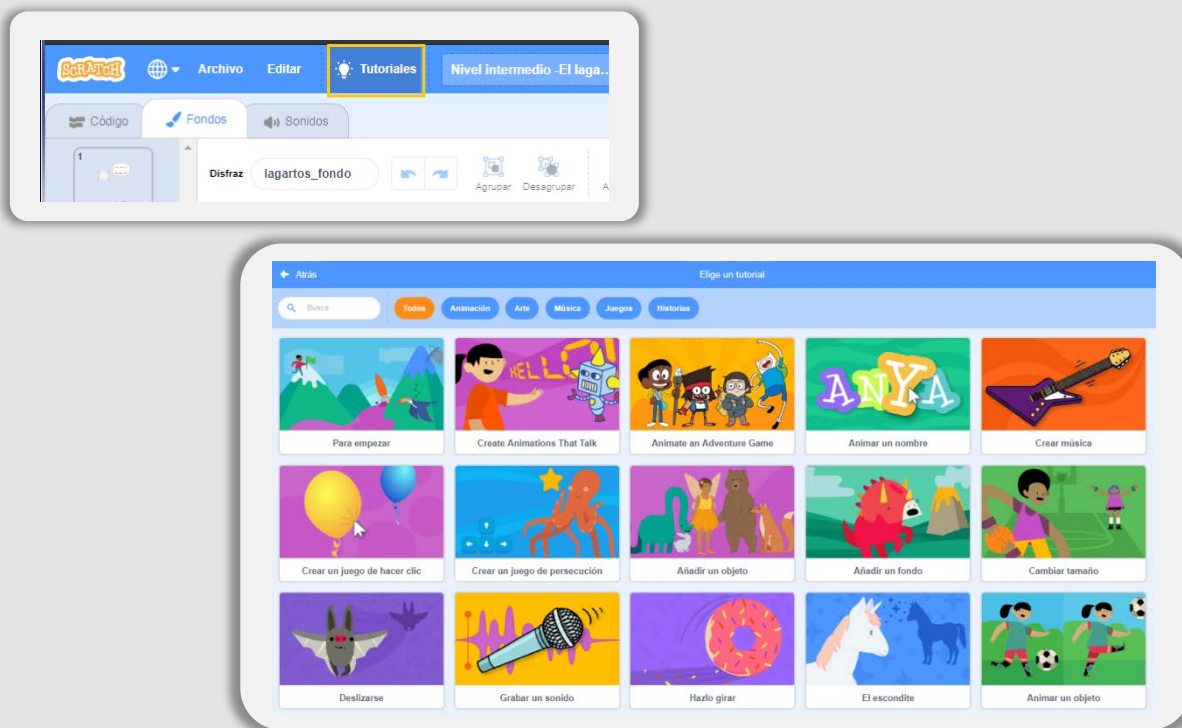 SCRATCH Archivo Editar Tutoriales Nivel intermedio -El laga...
Código Fondos Sonidos
1
Disfraz lagartos_fondo Agrupar Desagrupar A
Atrás Elige un tutorial
Busca Todos Animación Arte Música Juegos Historias
HELLO
ANYA
Para empezar Create Animations That Talk Animate an Adventure Game Animar un nombre Crear música
Crear un juego de hacer clic Crear un juego de persecución Añadir un objeto Añadir un fondo Cambiar tamaño
Deslizarse Grabar un sonido Hazlo girar El escondite Animar un objeto